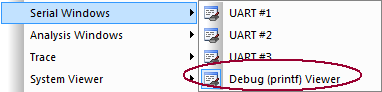 Serial Windows
Analysis Windows
Trace
System Viewer
UART #1
UART #2
UART #3
Debug (printf) Viewer